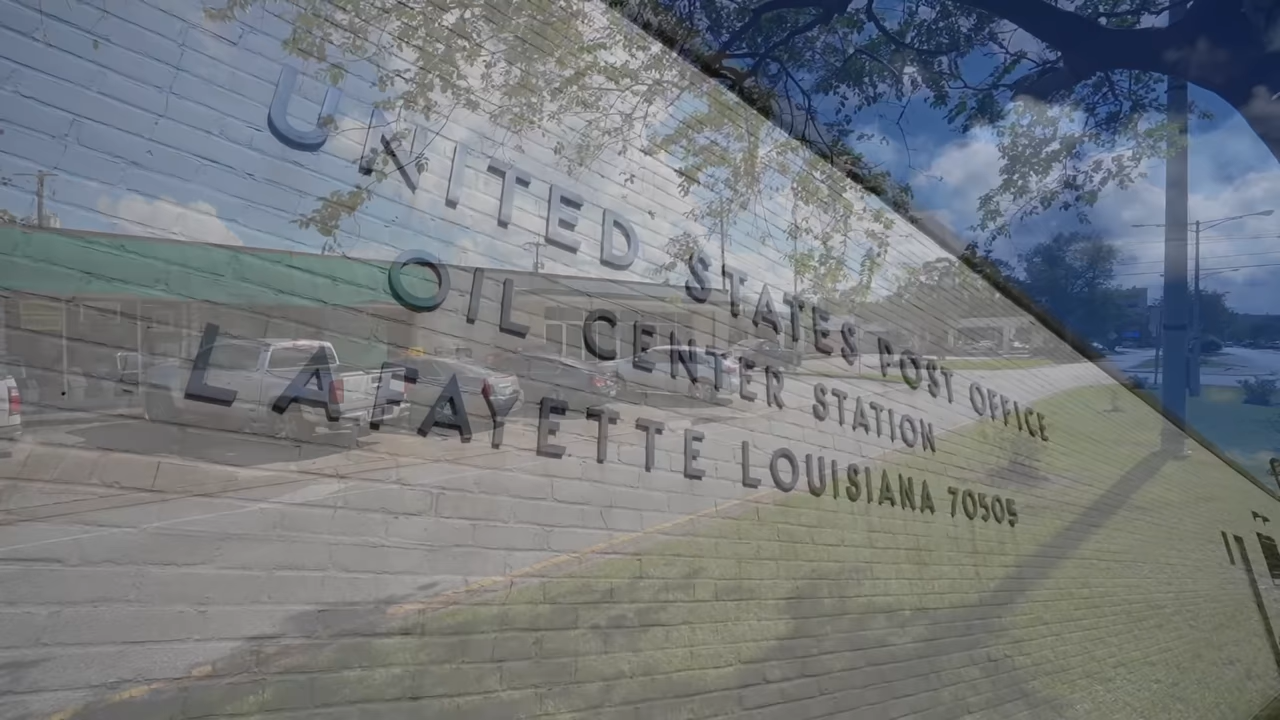 UNITED STATES POST OFFICE
OIL CENTER STATION
LAFAYETTE LOUISIANA 70505